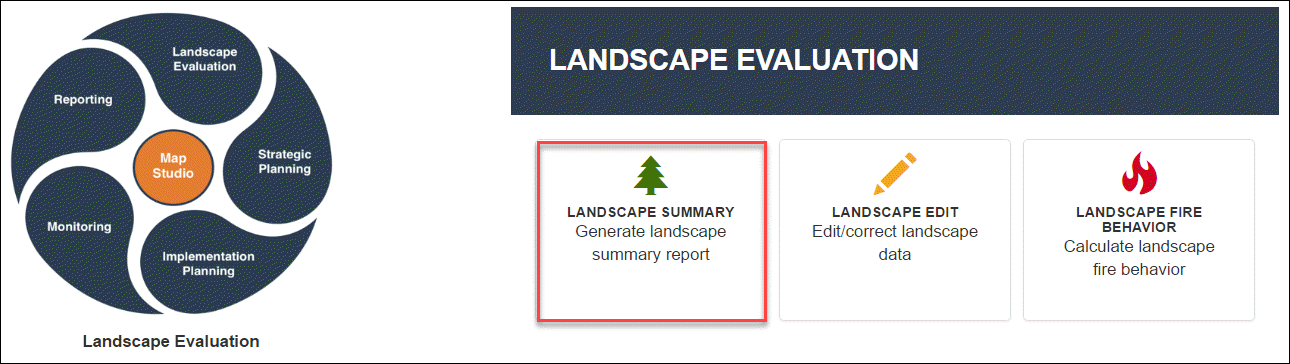 Landscape
Evaluation
Reporting
Map
Studio
Strategic
Planning
Monitoring
Implementation
Planning
Landscape Evaluation
LANDSCAPE EVALUATION
LANDSCAPE SUMMARY
Generate landscape
summary report
LANDSCAPE EDIT
Edit/correct landscape
data
LANDSCAPE FIRE
BEHAVIOR
Calculate landscape
fire behavior